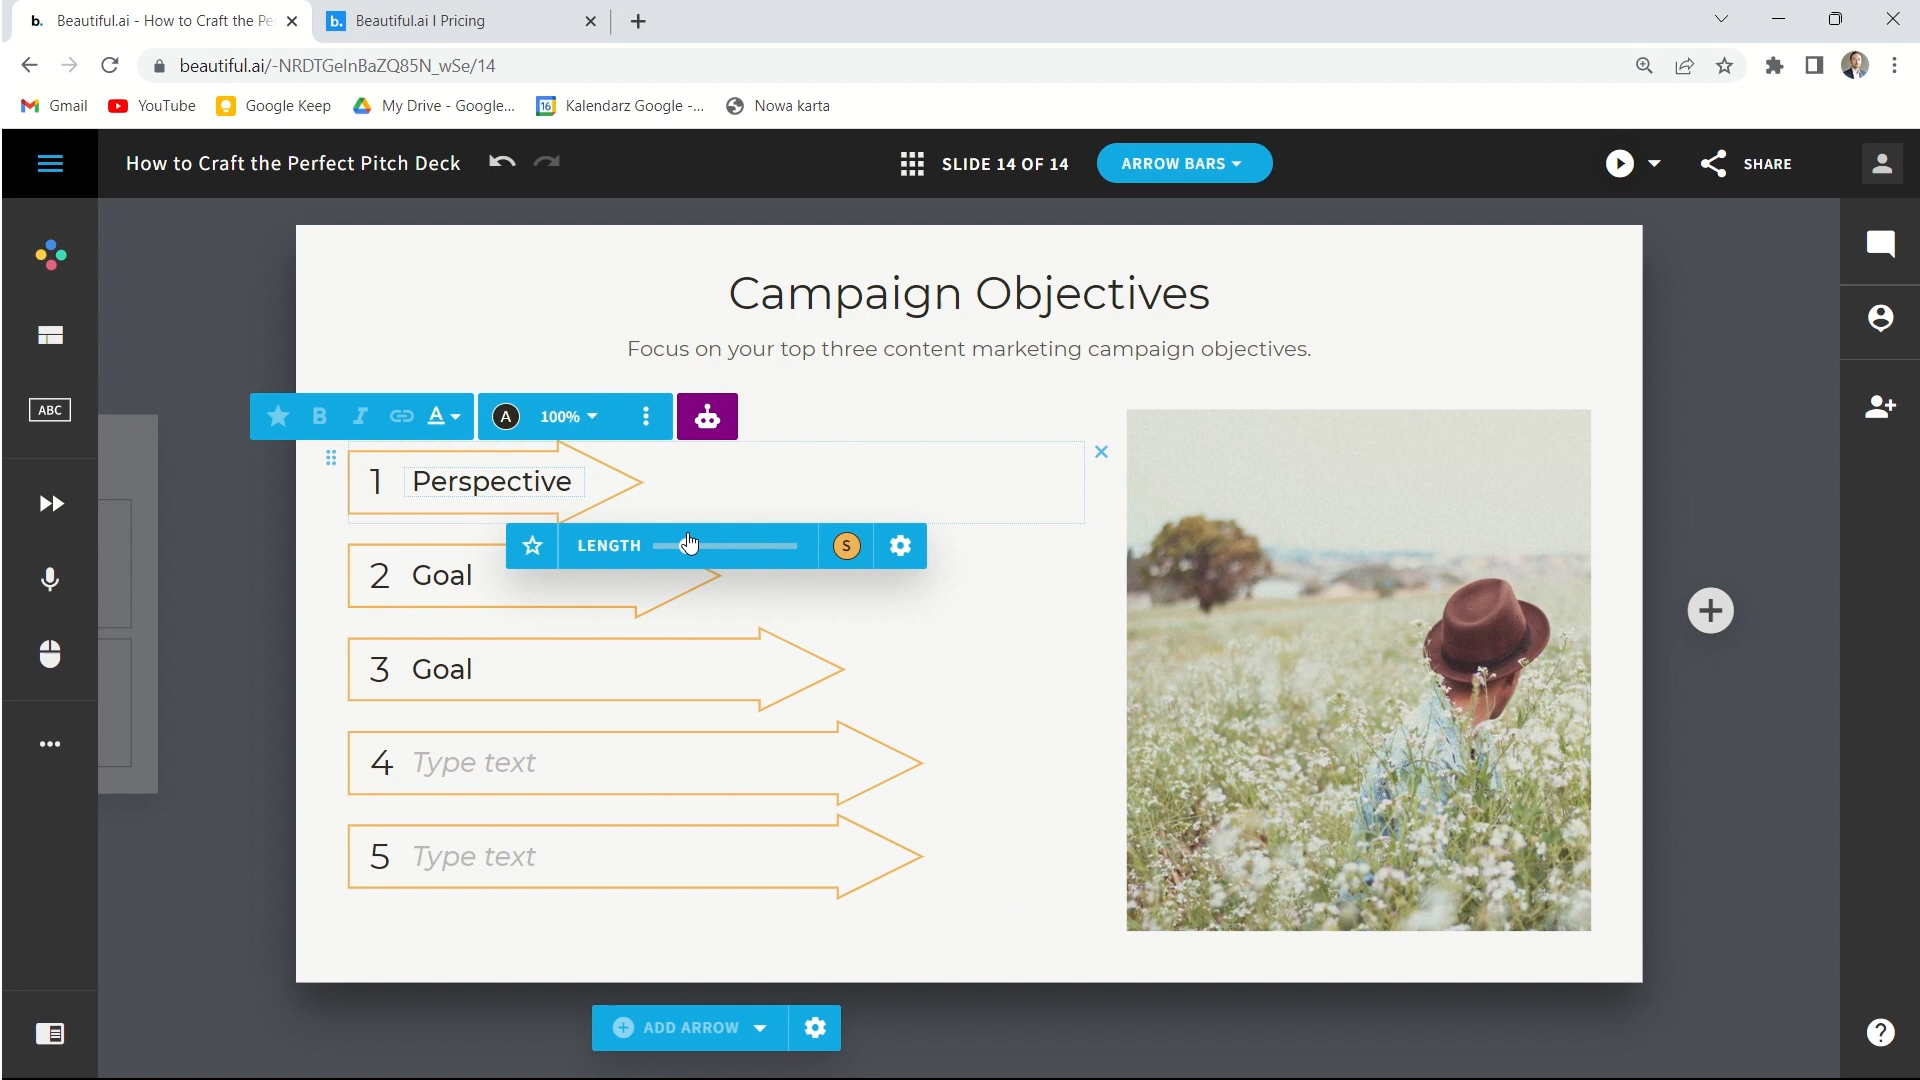 b. Beautiful.ai - How to Craft the Pe
b. Beautiful.ai | Pricing
beautiful.ai/-NRDTGelnBaZQ85N_wSe/14
Gmail
YouTube
Google Keep
My Drive - Google...
16 Kalendarz Google -...
Nowa karta
How to Craft the Perfect Pitch Deck
SLIDE 14 OF 14
ARROW BARS
SHARE
ABC
Campaign Objectives
Focus on your top three content marketing campaign objectives.
B I A
A 100%
1 Perspective
LENGTH S
2 Goal
3 Goal
4 Type text
5 Type text
ADD ARROW